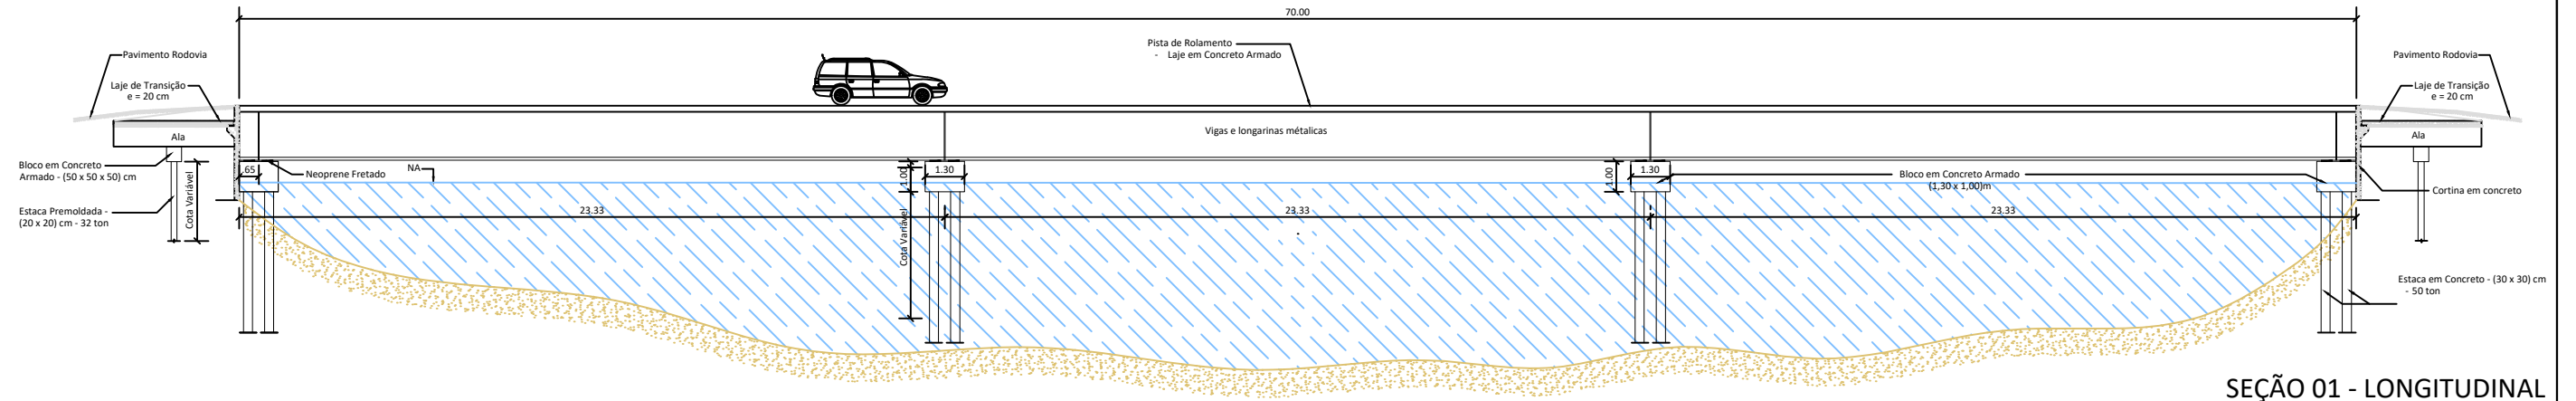 70.00
Pavimento Rodovia
Laje de Transição
e = 20 cm
Ala
Bloco em Concreto
Armado - (50 x 50 x 50) cm
Estaca Premoldada -
(20 x 20) cm - 32 ton
Cota Variável
.65
Neoprene Fretado
NA
Pista de Rolamento
- Laje em Concreto Armado
Vigas e longarinas métalicas
1.00
1.30
Cota Variável
1.00
1.30
Bloco em Concreto Armado
(1,30 x 1,00)m
23.33
23.33
23.33
Pavimento Rodovia
Laje de Transição
e = 20 cm
Ala
Cortina em concreto
Estaca em Concreto - (30 x 30) cm
- 50 ton
SEÇÃO 01 - LONGITUDINAL